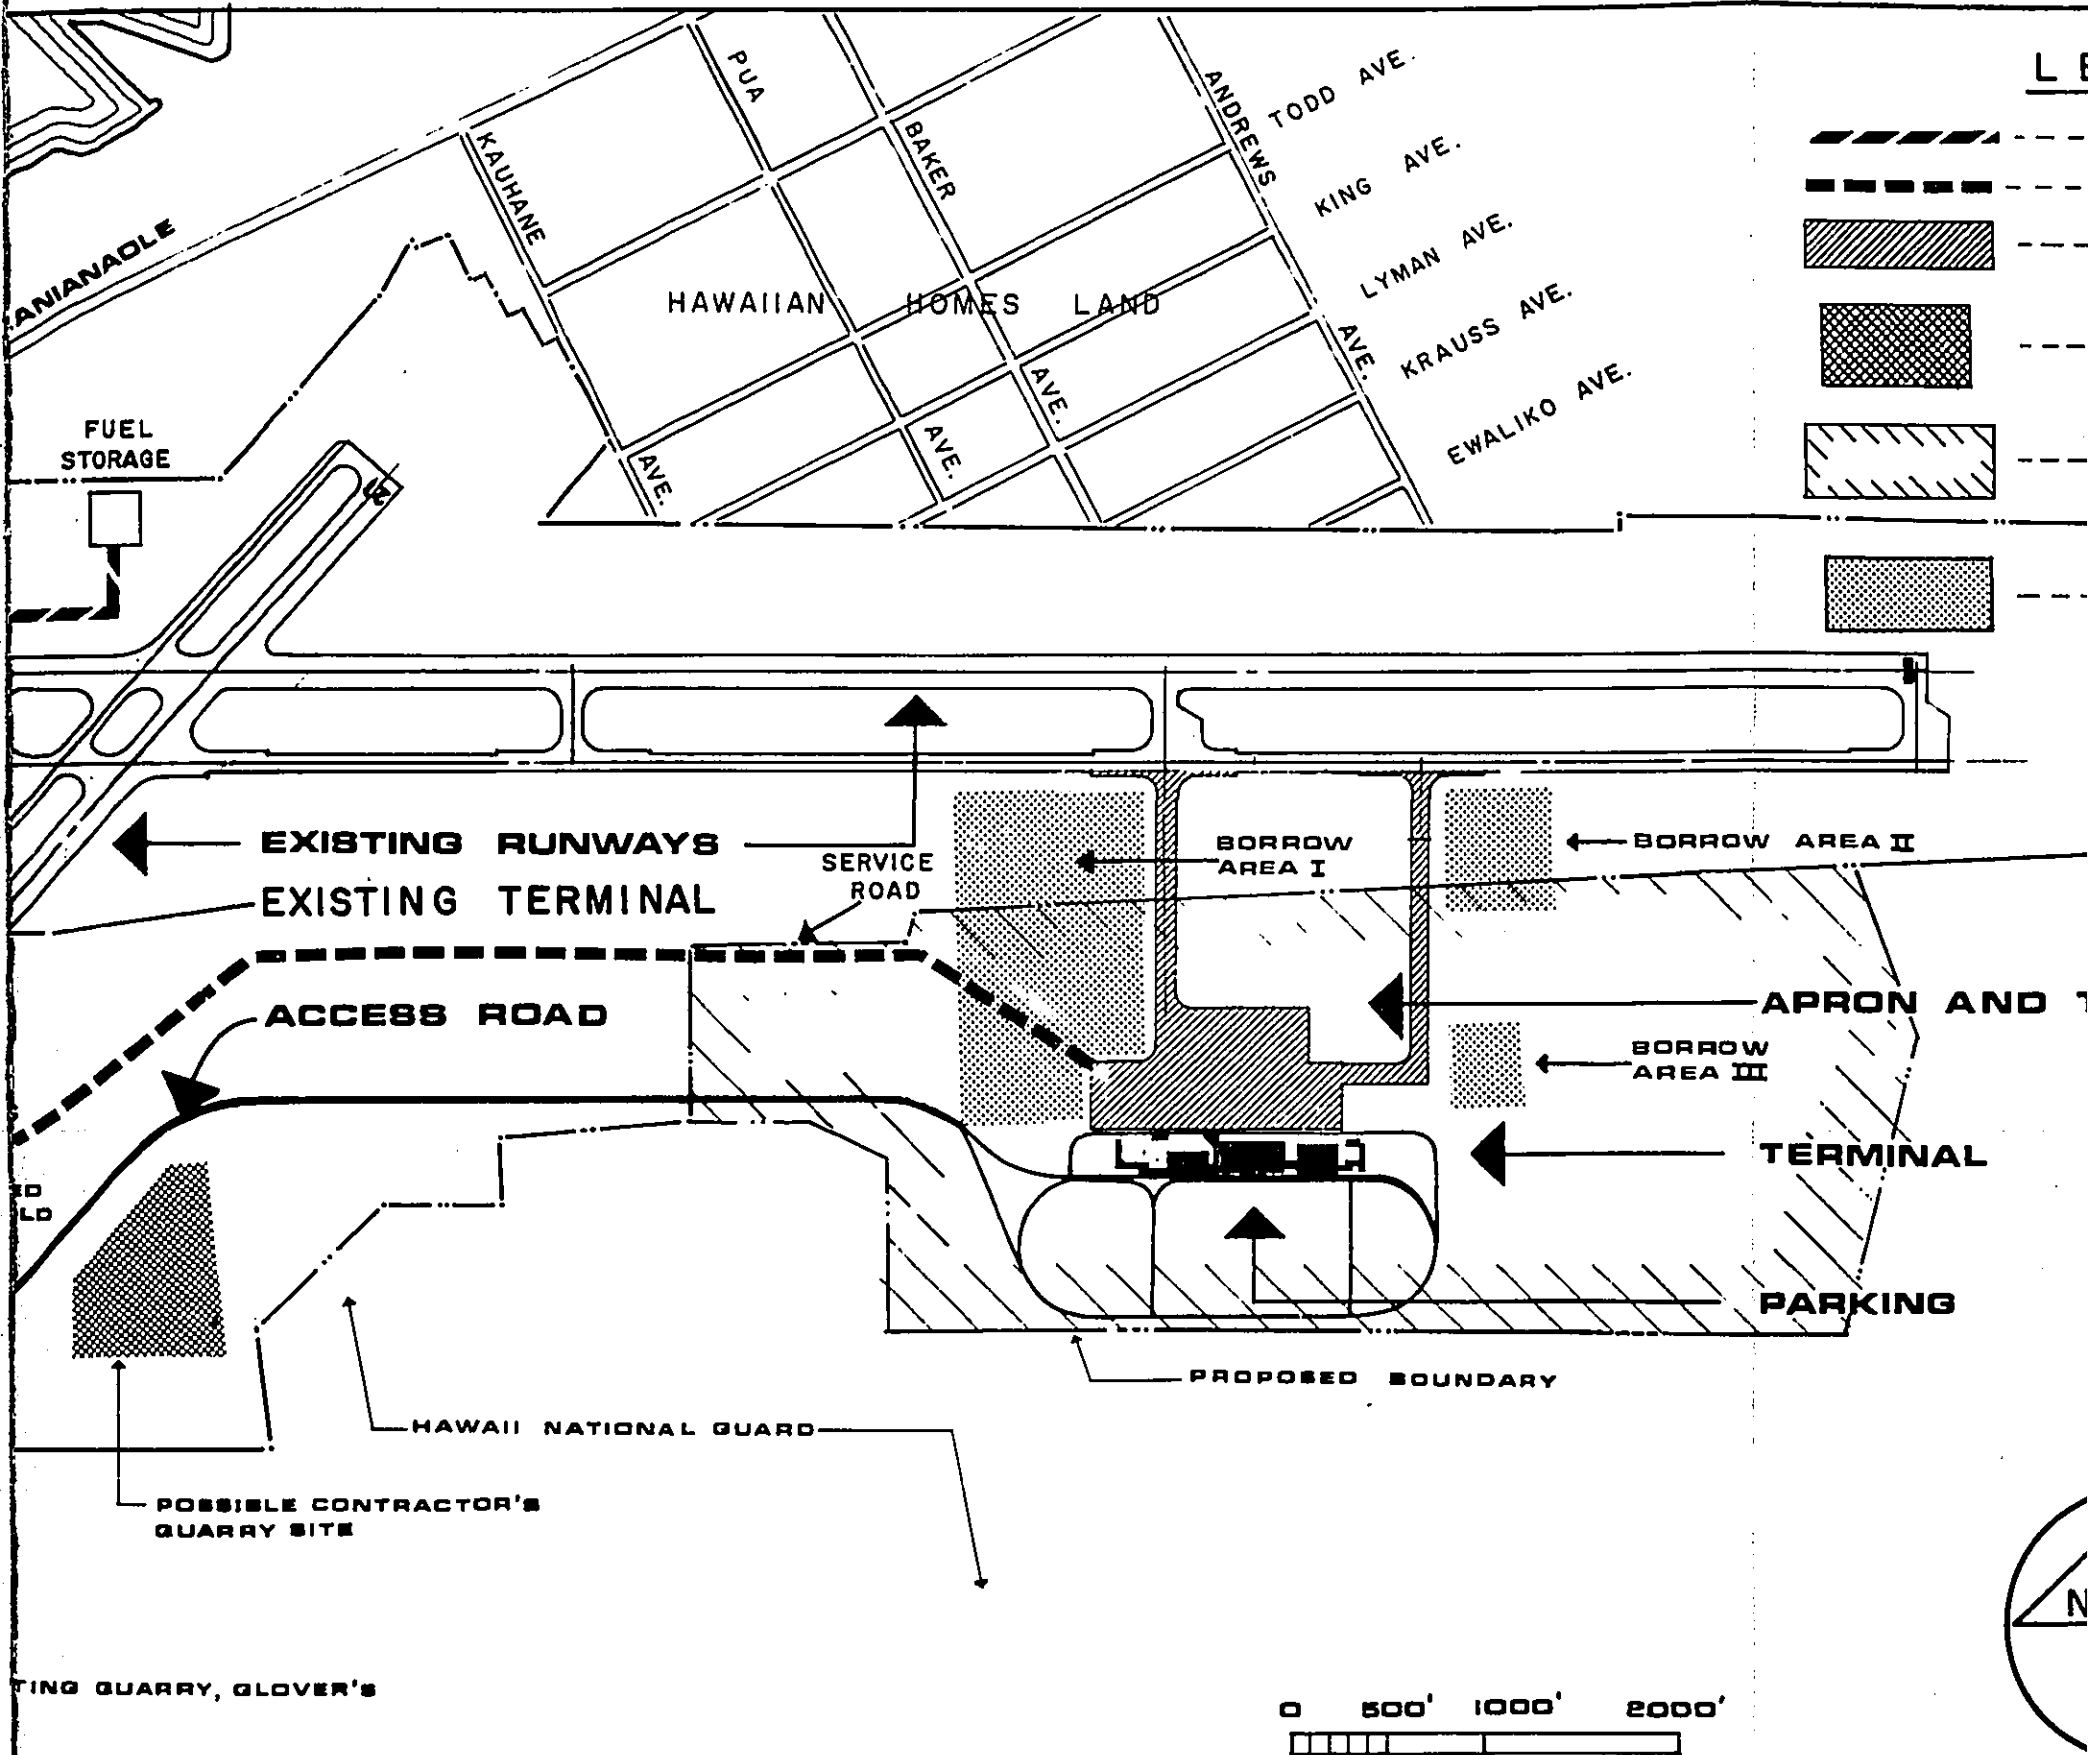 PUA
ANDREWS
TODD AVE.
L E
BAKER
KAUHANE
KING AVE.
ANIANAOLE
LYMAN AVE.
HAWAIIAN HOMES LAND
KRAUSS AVE.
AVE.
AVE.
EWALIKO AVE.
FUEL
STORAGE
AVE.
AVE.
EXISTING RUNWAYS
SERVICE
ROAD
BORROW
AREA I
BORROW AREA II
EXISTING TERMINAL
ACCESS ROAD
APRON AND T
BORROW
AREA III
TERMINAL
ED
LD
PARKING
PROPOSED BOUNDARY
HAWAII NATIONAL GUARD
POSSIBLE CONTRACTOR'S
QUARRY SITE
N
TING QUARRY, GLOVER'S
0 500' 1000' 2000'